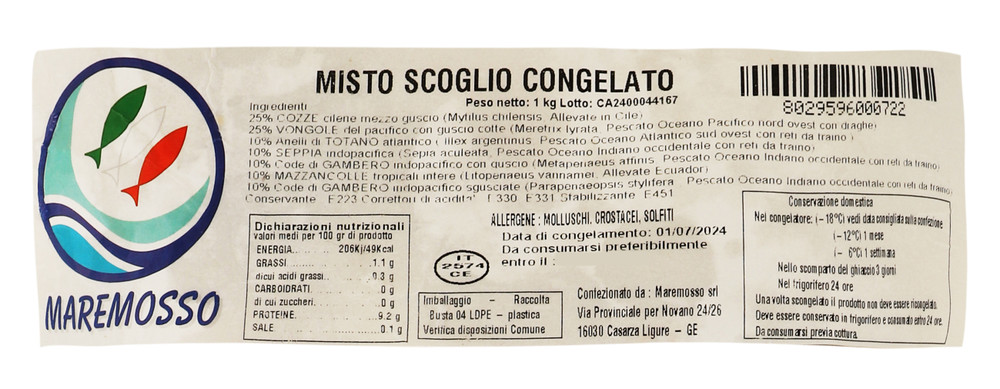 MAREMOSSO
MISTO SCOGLIO CONGELATO
Peso netto: 1 kg Lotto: CA2400044167
8029596000722
Ingredienti
25% COZZE cilene mezzo guscio (Mytilus chilensis, Allevate in Cile)
25% VONGOLE del pacifico con guscio cotte (Meretrix lyrata, Pescato Oceano Pacifico nord ovest con draghe)
10% Anelli di TOTANO atlantico ( illex argentinus, Pescato Oceano Atlantico sud ovest con reti da traino )
10% SEPPIA indopacifica (Sepia aculeata, Pescato Oceano Indiano occidentale con reti da traino)
10% Code di GAMBERO indopacifico con guscio (Metapenaeus affinis, Pescato Oceano Indiano occidentale con reti da traino)
10% MAZZANCOLLE tropicali intere (Litopenaeus vannamei, Allevate Ecuador)
10% Code di GAMBERO indopacifico sgusciate (Parapenaeopsis stylifera, Pescato Oceano Indiano occidentale con reti da traino)
Conservante E223 Correttori di acidita' E330 E331 Stabilizzante E451
ALLERGENE : MOLLUSCHI, CROSTACEI, SOLFITI
Data di congelamento: 01/07/2024
Da consumarsi preferibilmente
entro il :
Dichiarazioni nutrizionali
valori medi per 100 gr di prodotto
ENERGIA... 206Kj/49Kcal
GRASSI ...1.1 g
dicui acidi grassi.. .0.3 g
CARBOIDRATI. .0 g
di cui zuccheri. .0 g
PROTEINE. .9.2 g
SALE .0.1 g
IT
2574
CE
Imballaggio - Raccolta
Busta 04 LDPE - plastica
Verifica disposizioni Comune
Confezionato da : Maremosso srl
Via Provinciale per Novano 24/26
16030 Casarza Ligure - GE
Conservazione domestica
Nel congelatore: (-18°C) vedi data consigliata sulla confezione
(-12°C) 1 mese
(- 6°C) 1 settimana
Nello scomparto del ghiaccio 3 giorni
Nel frigorifero 24 ore
Una volta scongelato il prodotto non deve essere ricongelato.
Deve essere conservato in frigorifero e consumato entro 24 ore
Da consumarsi previa cottura.